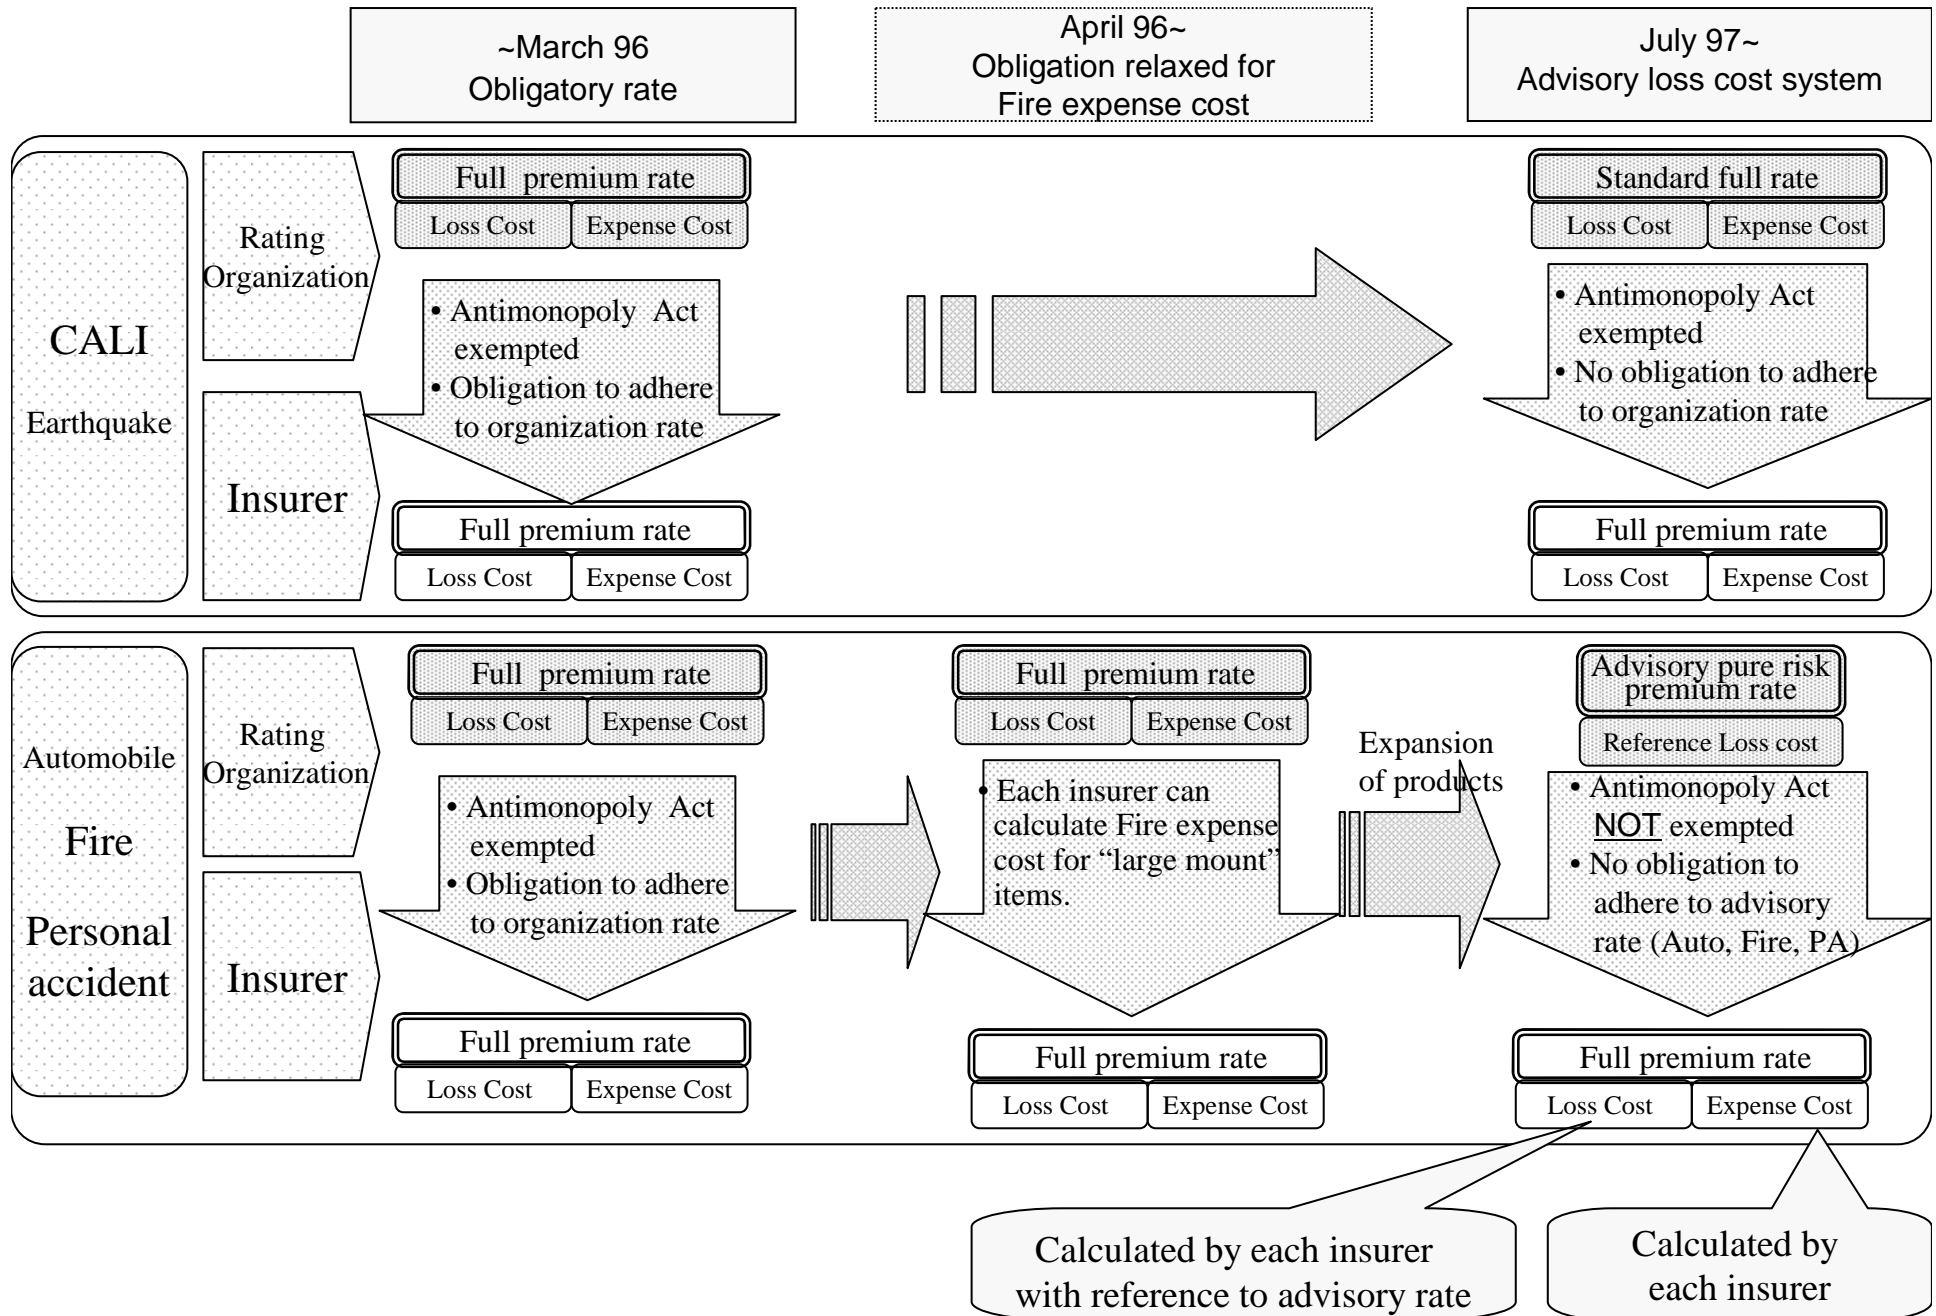 ~March 96
Obligatory rate
April 96~
Obligation relaxed for
Fire expense cost
July 97~
Advisory loss cost system
CALI
Earthquake
Rating
Organization
Insurer
Full premium rate
Loss Cost
Expense Cost
• Antimonopoly Act
exempted
• Obligation to adhere
to organization rate
Full premium rate
Loss Cost
Expense Cost
Standard full rate
Loss Cost
Expense Cost
• Antimonopoly Act
exempted
• No obligation to adhere
to organization rate
Full premium rate
Loss Cost
Expense Cost
Automobile
Fire
Personal
accident
Rating
Organization
Insurer
Full premium rate
Loss Cost
Expense Cost
• Antimonopoly Act
exempted
• Obligation to adhere
to organization rate
Full premium rate
Loss Cost
Expense Cost
Full premium rate
Loss Cost
Expense Cost
• Each insurer can
calculate Fire expense
cost for “large mount”
items.
Full premium rate
Loss Cost
Expense Cost
Expansion
of products
Advisory pure risk
premium rate
Reference Loss cost
• Antimonopoly Act
NOT exempted
• No obligation to
adhere to advisory
rate (Auto, Fire, PA)
Full premium rate
Loss Cost
Expense Cost
Calculated by each insurer
with reference to advisory rate
Calculated by
each insurer